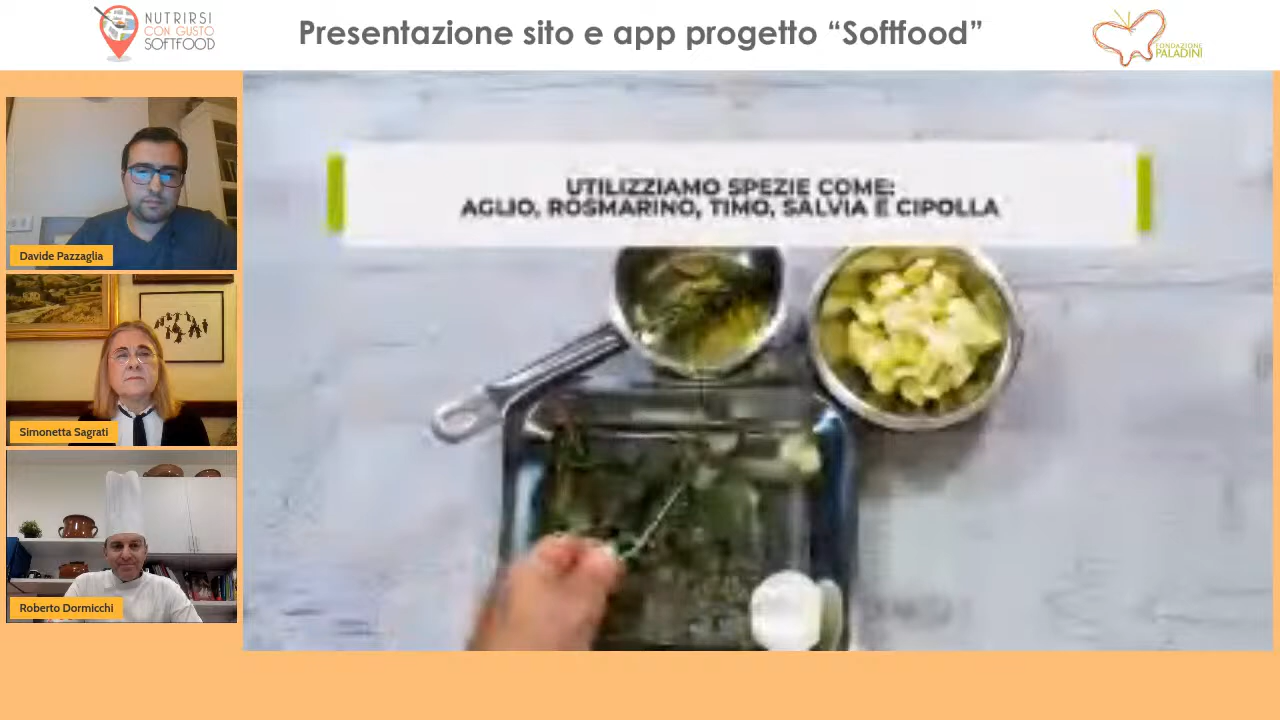 NUTRIRSI
CON GUSTO
SOFTFOOD
Presentazione sito e app progetto “Softfood”
FONDAZIONE
PALADINI
UTILIZZIAMO SPEZIE COME:
AGLIO, ROSMARINO, TIMO, SALVIA E CIPOLLA
Davide Pazzaglia
Simonetta Sagrati
Roberto Dormicchi